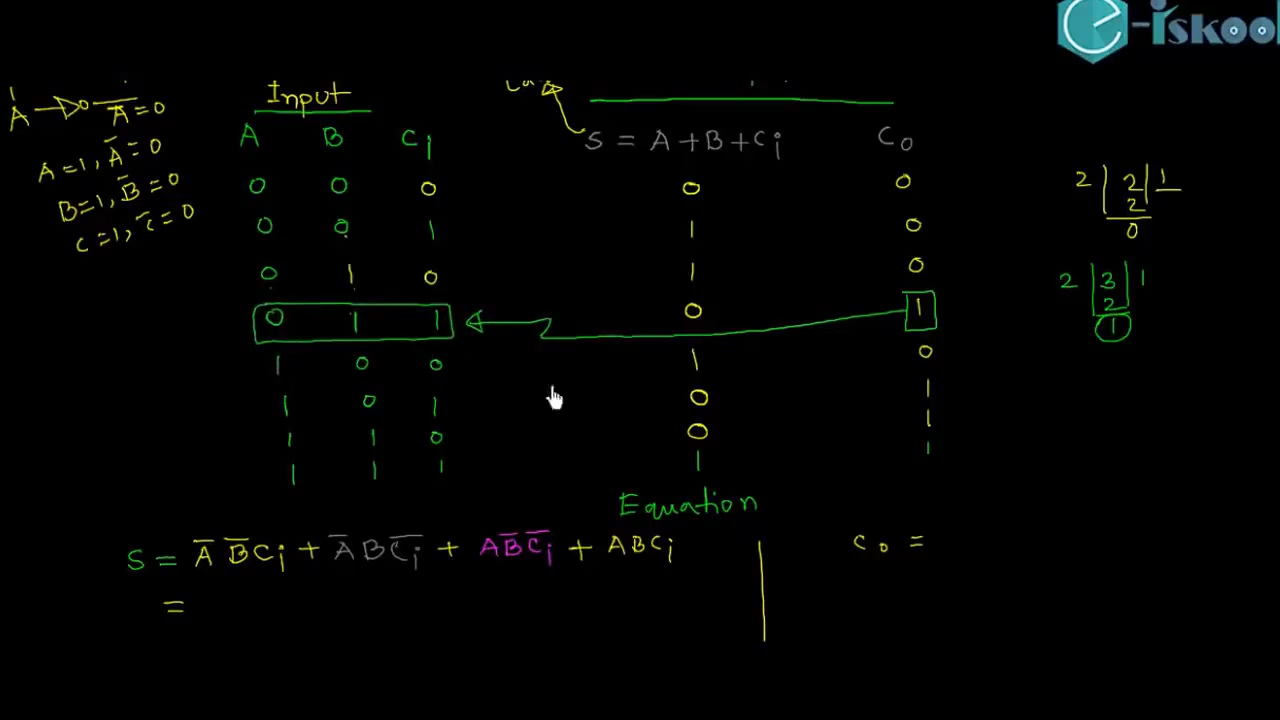 e-iskool
Input
A → Ā = 0
1
A=1, Ā=0
B=1, B̄=0
C=1, C̄=0
A B Ci S = A+B+Ci Co
0 0 0 0 0
0 0 1 1 0
0 1 0 1 0
0 1 1 0 1
1 0 0 1 0
1 0 1 0 1
1 1 0 0 1
1 1 1 1 1
2 | 2 | 1
2
0
2 | 3 | 1
2
1
Equation
S = Ā B̄ Ci + Ā B C̄i + A B̄ C̄i + A B Ci
=
Co =